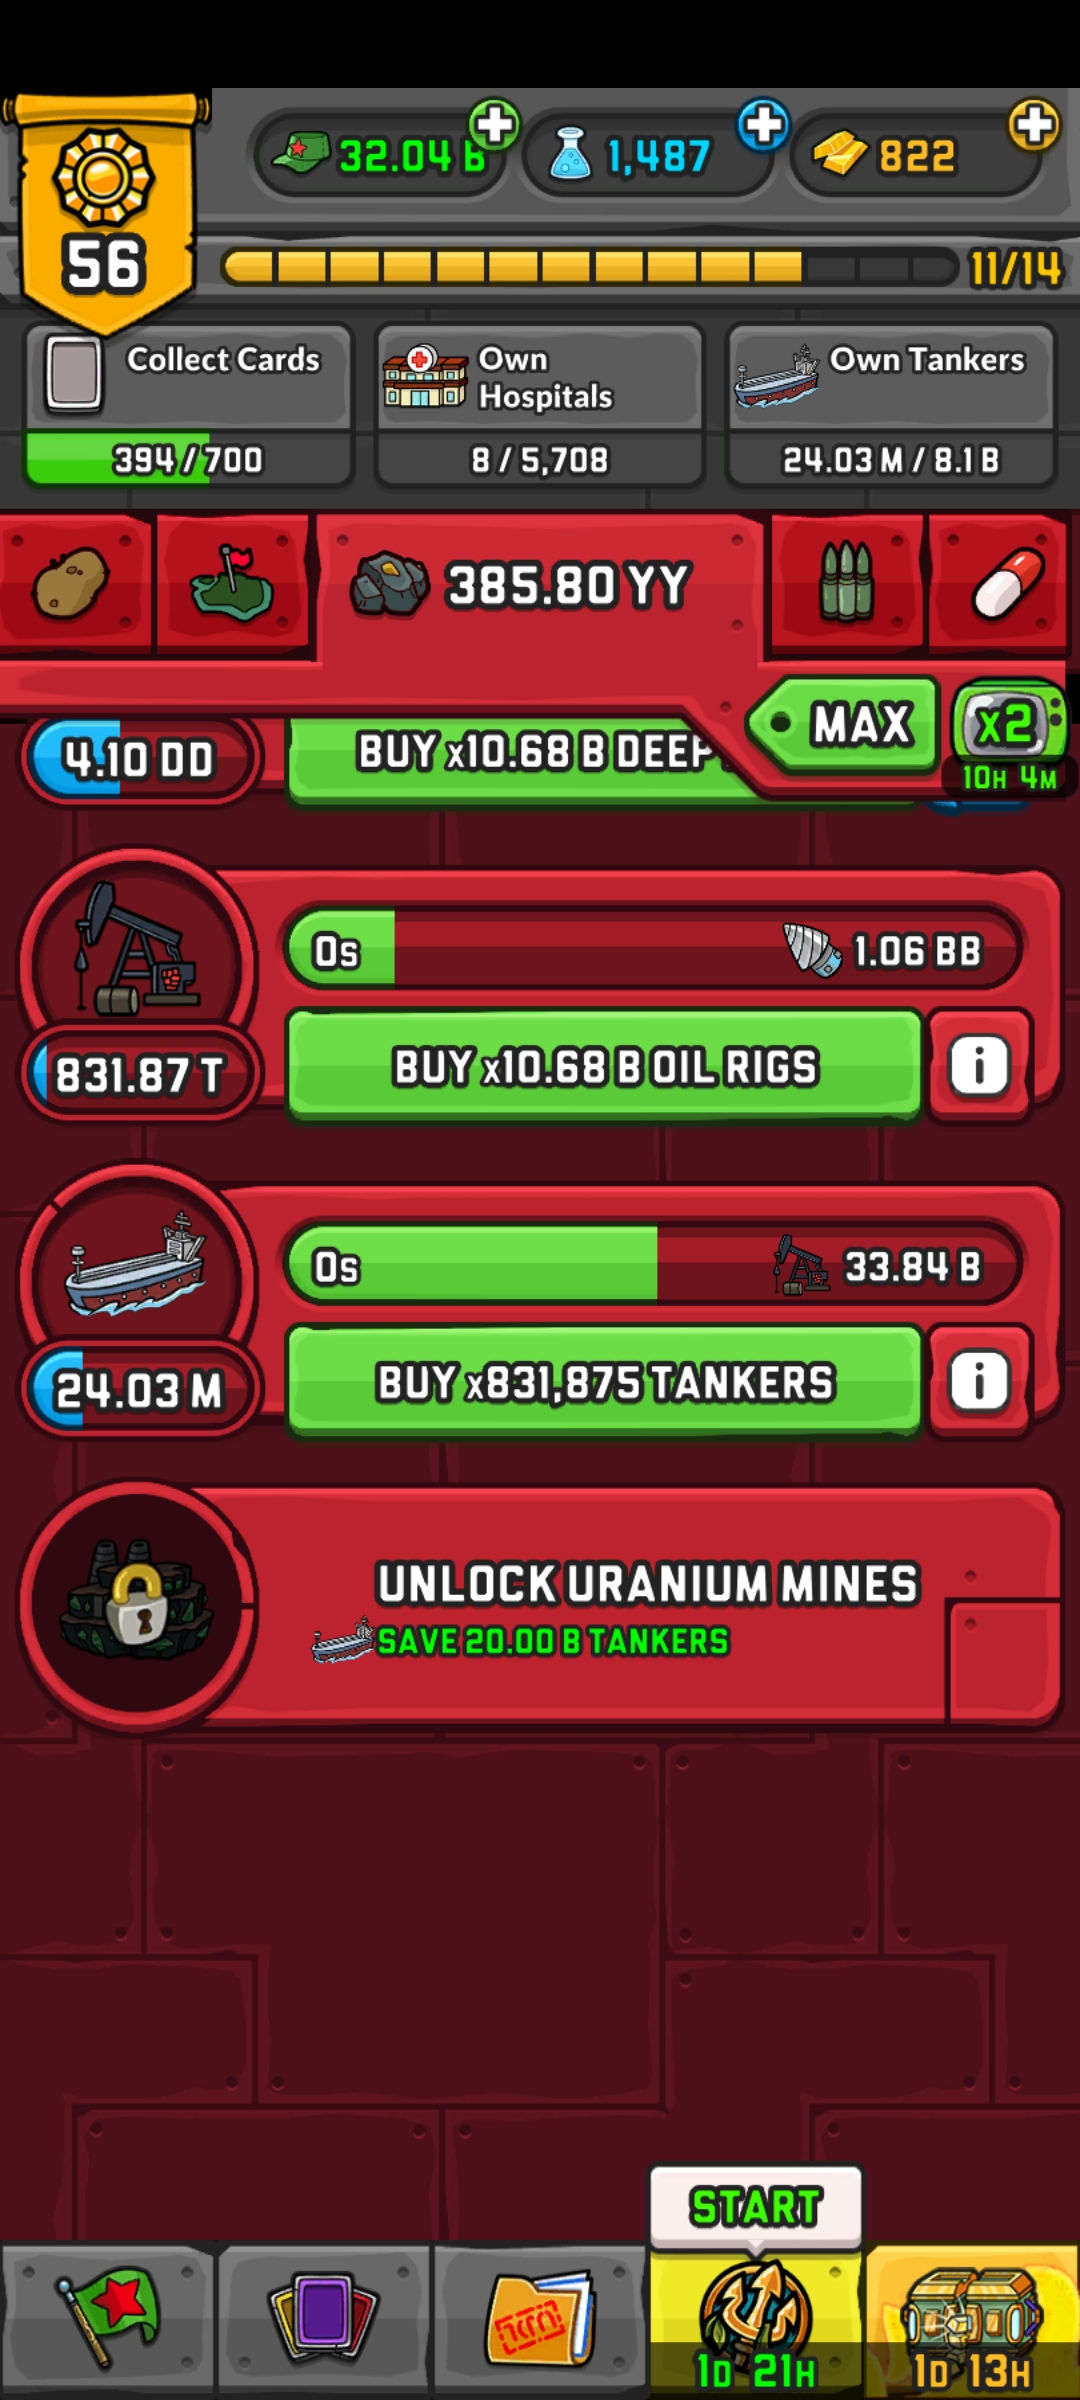 32.04 B
1,487
822
56
11/14
Collect Cards
394/700
Own
Hospitals
8/5,708
Own Tankers
24.03 M/8.1 B
385.80 YY
MAX
x2
10H 4M
4.10 DD
BUY x10.68 B DEEP
0s
1.06 BB
831.87 T
BUY x10.68 B OIL RIGS
i
0s
33.84 B
24.03 M
BUY x831,875 TANKERS
i
UNLOCK URANIUM MINES
SAVE 20.00 B TANKERS
START
1D 21H
1D 13H